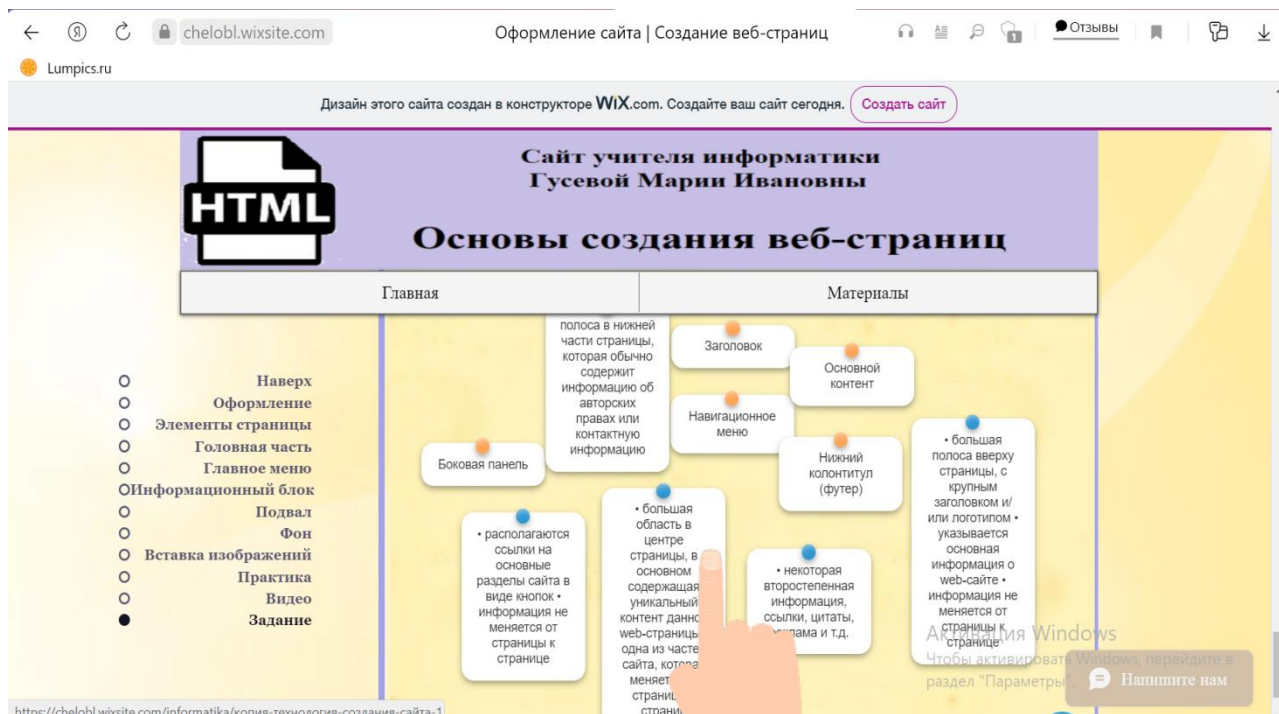 chelobl.wixsite.com
Оформление сайта | Создание веб-страниц
1
Отзывы
Lumpics.ru
Дизайн этого сайта создан в конструкторе WiX.com. Создайте ваш сайт сегодня.
Создать сайт
HTML
Сайт учителя информатики
Гусевой Марии Ивановны
Основы создания веб-страниц
Главная
Материалы
Наверх
Оформление
Элементы страницы
Головная часть
Главное меню
Информационный блок
Подвал
Фон
Вставка изображений
Практика
Видео
Задание
полоса в нижней
части страницы,
которая обычно
содержит
информацию об
авторских
правах или
контактную
информацию
Заголовок
Основной
контент
Навигационное
меню
Боковая панель
Нижний
колонтитул
(футер)
• большая
полоса вверху
страницы, с
крупным
заголовком и/
или логотипом •
указывается
основная
информация о
web-сайте •
информация не
меняется от
страницы к
странице
• располагаются
ссылки на
основные
разделы сайта в
виде кнопок •
информация не
меняется от
страницы к
странице
• большая
область в
центре
страницы, в
основном
содержащая
уникальный
контент
web-страницы
одна из
сайта,
• некоторая
второстепенная
информация,
ссылки, цитаты,
и т.д.
Активация Windows
Чтобы активировать Windows, перейдите в
раздел "Параметры".
Напишите нам
https://chelobl.wixsite.com/informatika/копия-технология-создания-сайта-1